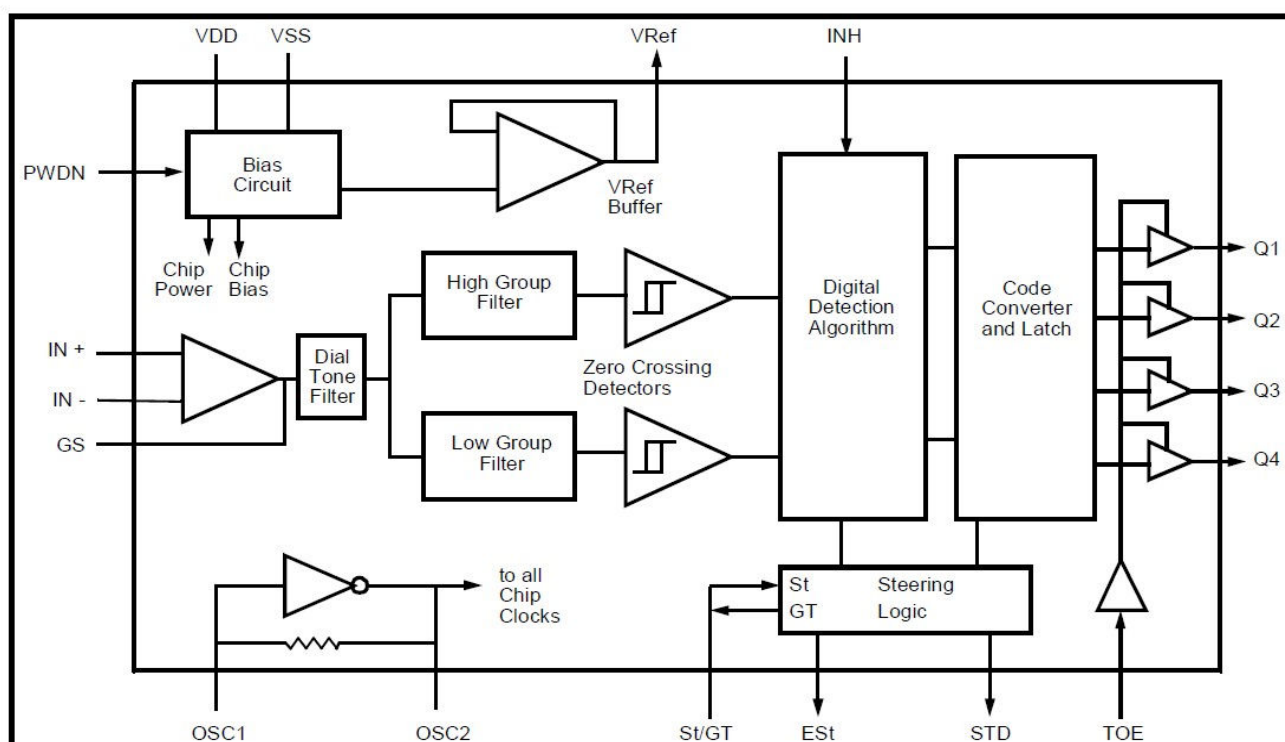 VDD
VSS
VRef
INH
PWDN
Bias
Circuit
VRef
Buffer
Chip
Power
Chip
Bias
High Group
Filter
Digital
Detection
Algorithm
Code
Converter
and Latch
Q1
Q2
Q3
Q4
IN +
IN -
GS
Dial
Tone
Filter
Zero Crossing
Detectors
Low Group
Filter
to all
Chip
Clocks
St
GT
Steering
Logic
OSC1
OSC2
St/GT
ESt
STD
TOE